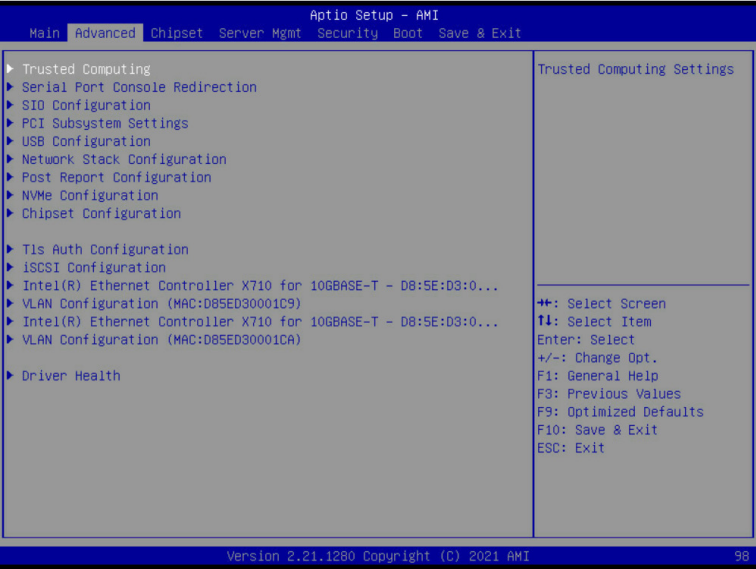 Aptio Setup – AMI
Main Advanced Chipset Server Mgmt Security Boot Save & Exit
▶ Trusted Computing
▶ Serial Port Console Redirection
▶ SIO Configuration
▶ PCI Subsystem Settings
▶ USB Configuration
▶ Network Stack Configuration
▶ Post Report Configuration
▶ NVMe Configuration
▶ Chipset Configuration
▶ Tls Auth Configuration
▶ iSCSI Configuration
▶ Intel(R) Ethernet Controller X710 for 10GBASE-T - D8:5E:D3:0...
▶ VLAN Configuration (MAC:D85ED30001C9)
▶ Intel(R) Ethernet Controller X710 for 10GBASE-T - D8:5E:D3:0...
▶ VLAN Configuration (MAC:D85ED30001CA)
▶ Driver Health
Trusted Computing Settings
→←: Select Screen
↑↓: Select Item
Enter: Select
+/-: Change Opt.
F1: General Help
F3: Previous Values
F9: Optimized Defaults
F10: Save & Exit
ESC: Exit
Version 2.21.1280 Copyright (C) 2021 AMI
98